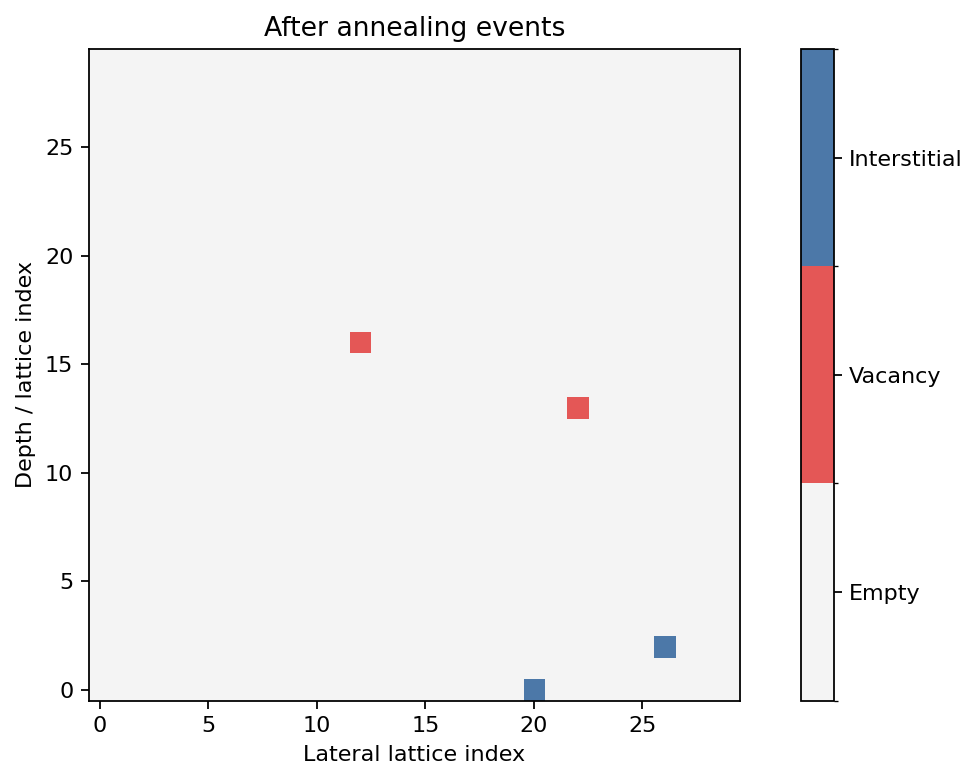 After annealing events
Depth / lattice index
25
20
15
10
5
0
0 5 10 15 20 25
Lateral lattice index
Interstitial
Vacancy
Empty